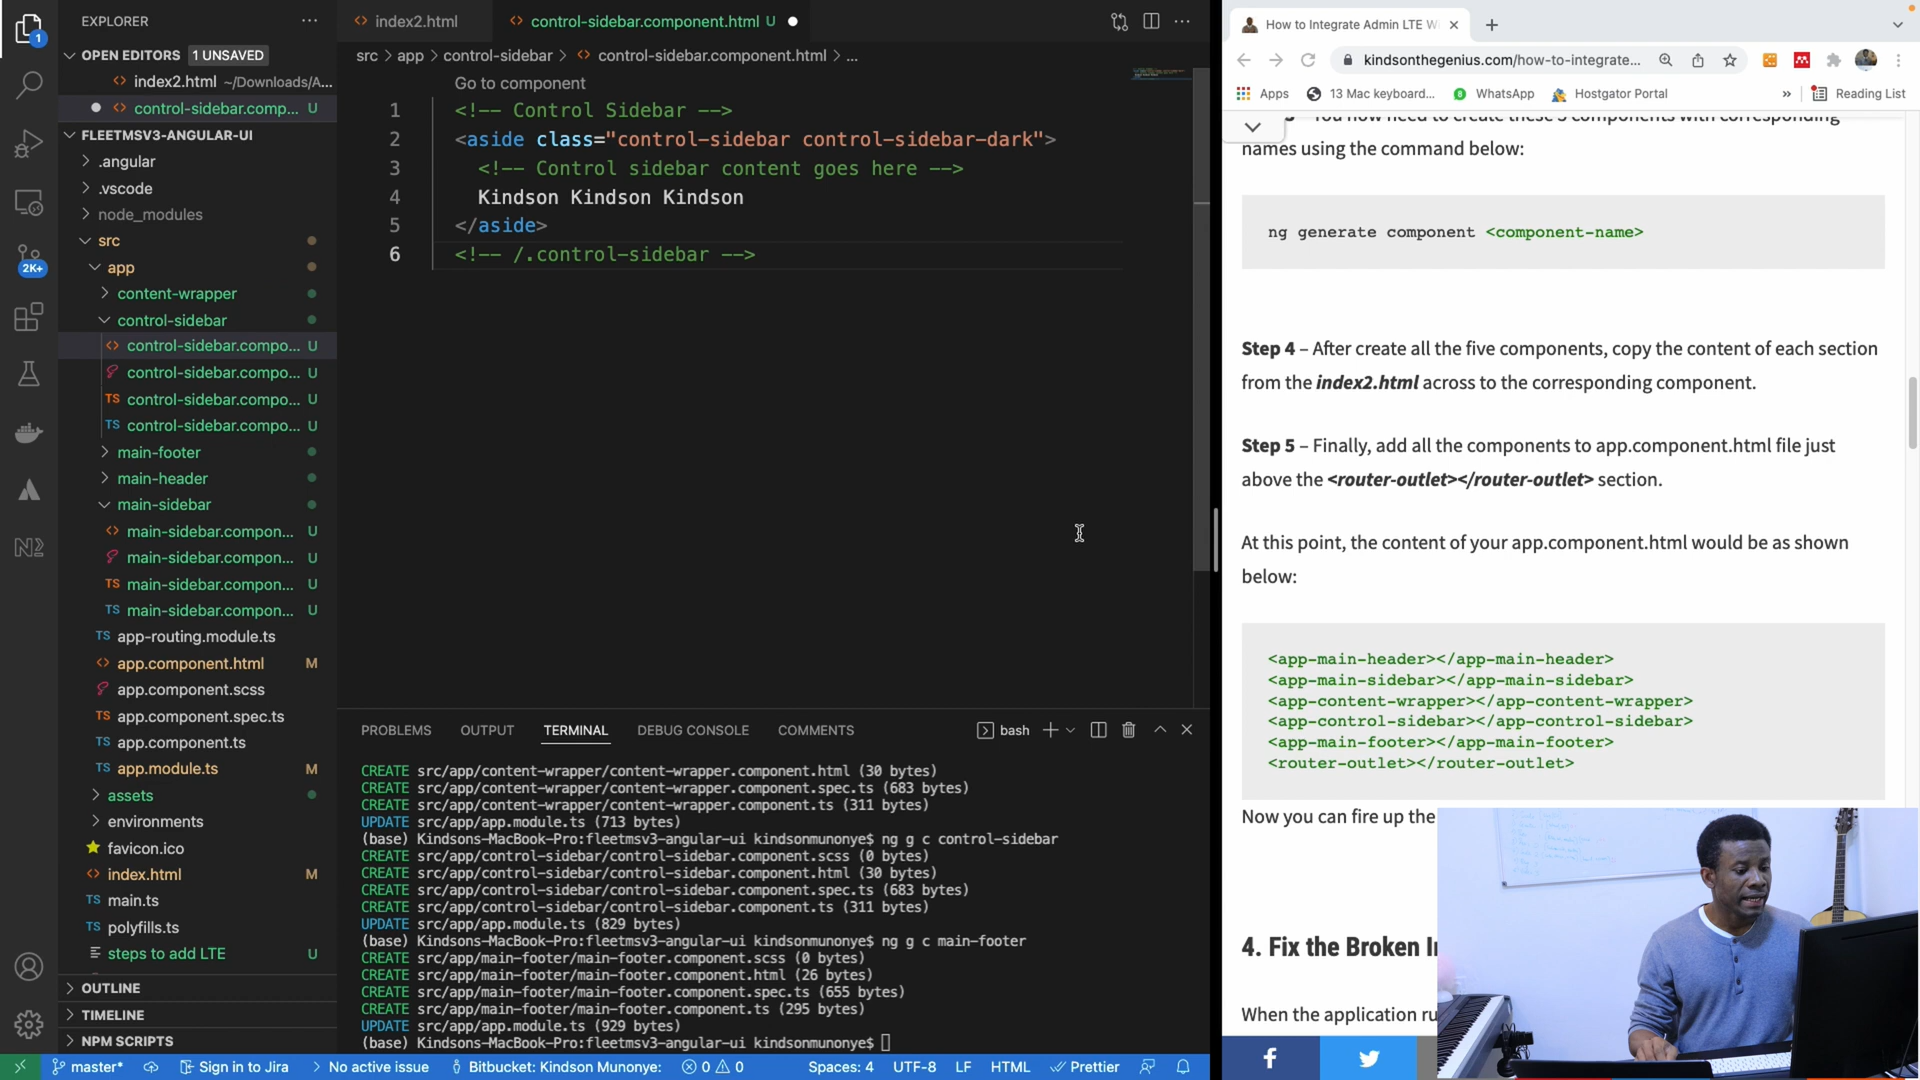 EXPLORER
OPEN EDITORS 1 UNSAVED
index2.html ~/Downloads/A...
control-sidebar.comp... U
FLEETMSV3-ANGULAR-UI
.angular
.vscode
node_modules
src
app
content-wrapper
control-sidebar
control-sidebar.compo... U
control-sidebar.compo... U
TS control-sidebar.compo... U
TS control-sidebar.compo... U
main-footer
main-header
main-sidebar
main-sidebar.compon... U
main-sidebar.compon... U
TS main-sidebar.compon... U
TS main-sidebar.compon... U
TS app-routing.module.ts
app.component.html M
app.component.scss
TS app.component.spec.ts
TS app.component.ts
TS app.module.ts M
assets
environments
favicon.ico
index.html M
TS main.ts
TS polyfills.ts
steps to add LTE U
OUTLINE
TIMELINE
NPM SCRIPTS
1
2K+
index2.html
control-sidebar.component.html U
src > app > control-sidebar > control-sidebar.component.html > ...
Go to component
1 <!-- Control Sidebar -->
2 <aside class="control-sidebar control-sidebar-dark">
3 <!-- Control sidebar content goes here -->
4 Kindson Kindson Kindson
5 </aside>
6 <!-- /.control-sidebar -->
PROBLEMS OUTPUT TERMINAL DEBUG CONSOLE COMMENTS bash
CREATE src/app/content-wrapper/content-wrapper.component.html (30 bytes)
CREATE src/app/content-wrapper/content-wrapper.component.spec.ts (683 bytes)
CREATE src/app/content-wrapper/content-wrapper.component.ts (311 bytes)
UPDATE src/app/app.module.ts (713 bytes)
(base) Kindsons-MacBook-Pro:fleetmsv3-angular-ui kindsonmunonye$ ng g c control-sidebar
CREATE src/app/control-sidebar/control-sidebar.component.scss (0 bytes)
CREATE src/app/control-sidebar/control-sidebar.component.html (30 bytes)
CREATE src/app/control-sidebar/control-sidebar.component.spec.ts (683 bytes)
CREATE src/app/control-sidebar/control-sidebar.component.ts (311 bytes)
UPDATE src/app/app.module.ts (829 bytes)
(base) Kindsons-MacBook-Pro:fleetmsv3-angular-ui kindsonmunonye$ ng g c main-footer
CREATE src/app/main-footer/main-footer.component.scss (0 bytes)
CREATE src/app/main-footer/main-footer.component.html (26 bytes)
CREATE src/app/main-footer/main-footer.component.spec.ts (655 bytes)
CREATE src/app/main-footer/main-footer.component.ts (295 bytes)
UPDATE src/app/app.module.ts (929 bytes)
(base) Kindsons-MacBook-Pro:fleetmsv3-angular-ui kindsonmunonye$
master* Sign in to Jira No active issue Bitbucket: Kindson Munonye: 0 0 Spaces: 4 UTF-8 LF HTML Prettier
How to Integrate Admin LTE W
kindsonthegenius.com/how-to-integrate...
Apps 13 Mac keyboard... WhatsApp Hostgator Portal » Reading List
You now need to create these 5 components with corresponding
names using the command below:
ng generate component <component-name>
Step 4 – After create all the five components, copy the content of each section
from the index2.html across to the corresponding component.
Step 5 – Finally, add all the components to app.component.html file just
above the <router-outlet></router-outlet> section.
At this point, the content of your app.component.html would be as shown
below:
<app-main-header></app-main-header>
<app-main-sidebar></app-main-sidebar>
<app-content-wrapper></app-content-wrapper>
<app-control-sidebar></app-control-sidebar>
<app-main-footer></app-main-footer>
<router-outlet></router-outlet>
Now you can fire up the
4. Fix the Broken
When the application